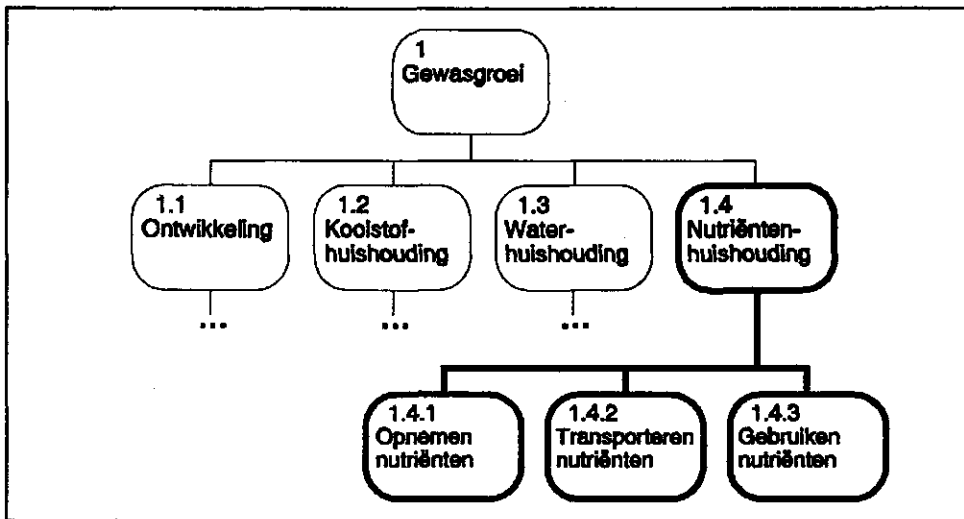 1
Gewasgroei
1.1
Ontwikkeling
1.2
Koolstof-
huishouding
1.3
Water-
huishouding
1.4
Nutriënten-
huishouding
...
...
...
1.4.1
Opnemen
nutriënten
1.4.2
Transporteren
nutriënten
1.4.3
Gebruiken
nutriënten